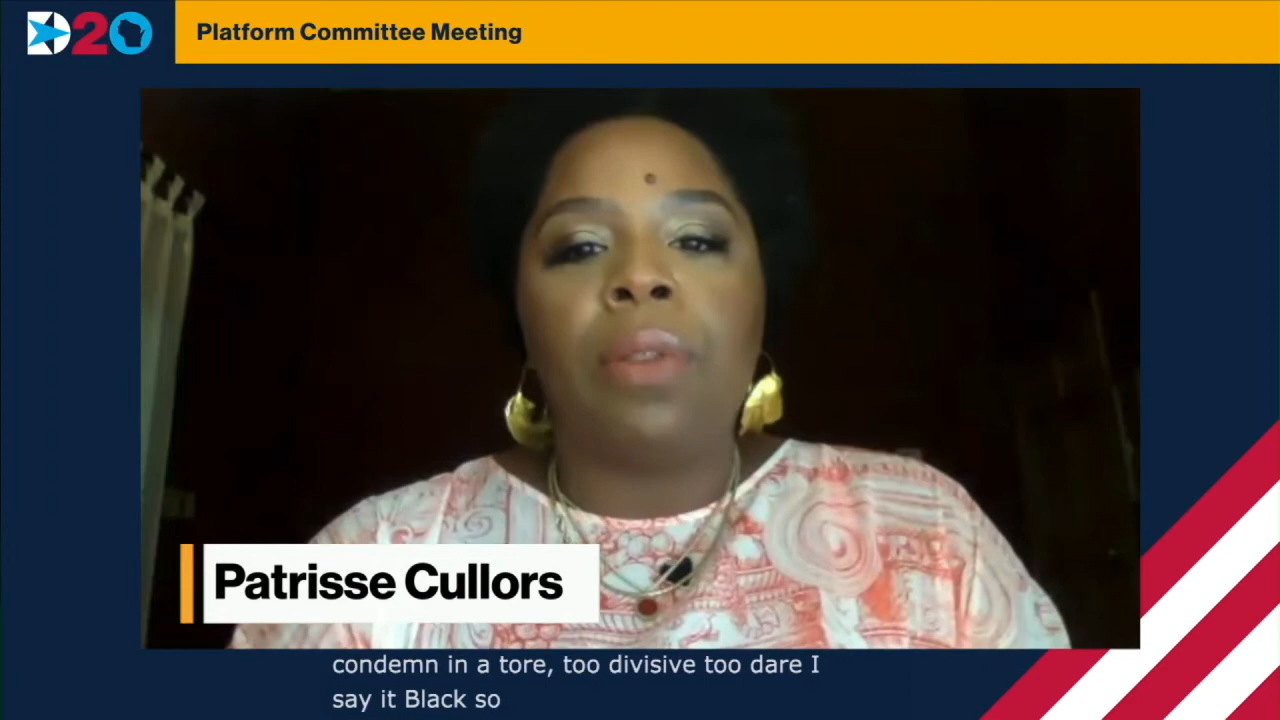 D20
Platform Committee Meeting
Patrisse Cullors
condemn in a tore, too divisive too dare I
say it Black so